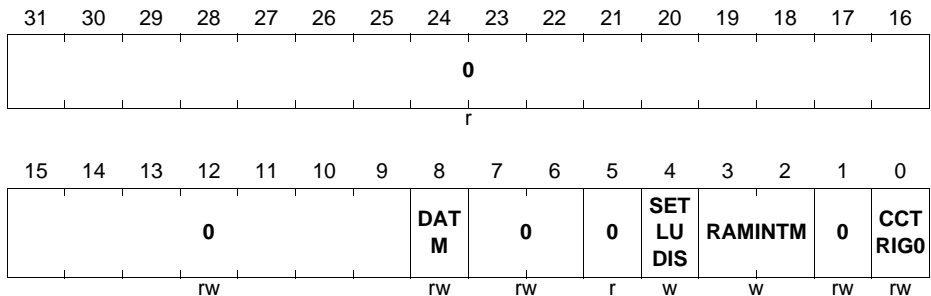 31 30 29 28 27 26 25 24 23 22 21 20 19 18 17 16
0
r
15 14 13 12 11 10 9 8 7 6 5 4 3 2 1 0
0 DAT M 0 0 SET LU DIS RAMINTM 0 CCT RIG0
rw rw rw r w w rw rw